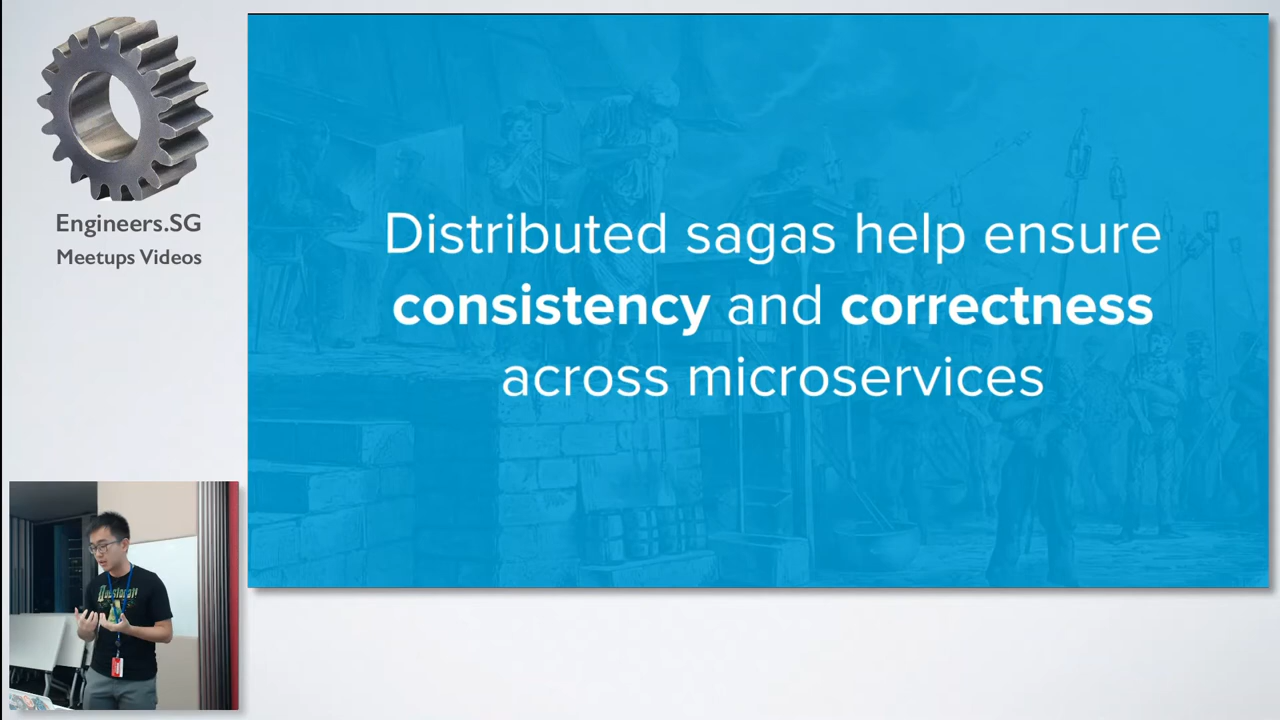 Engineers.SG
Meetups Videos
Distributed sagas help ensure
consistency and correctness
across microservices